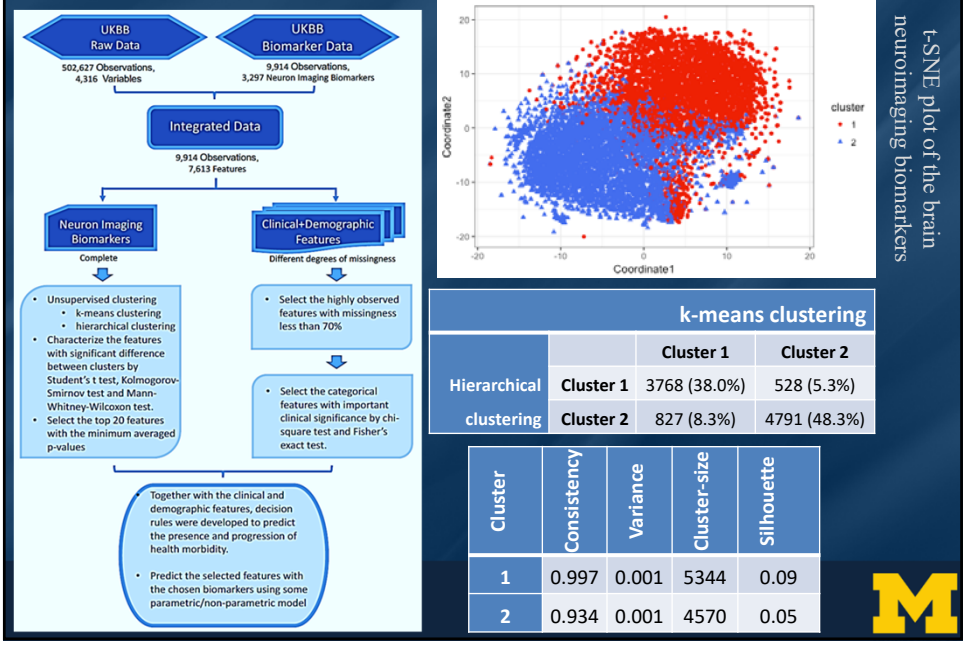 UKBB
Raw Data
UKBB
Biomarker Data
502,627 Observations,
4,316 Variables
9,914 Observations,
3,297 Neuron Imaging Biomarkers
Integrated Data
9,914 Observations,
7,613 Features
Neuron Imaging
Biomarkers
Complete
Clinical+Demographic
Features
Different degrees of missingness
• Unsupervised clustering
• k-means clustering
• hierarchical clustering
• Characterize the features
with significant difference
between clusters by
Student's t test, Kolmogorov-
Smirnov test and Mann-
Whitney-Wilcoxon test.
• Select the top 20 features
with the minimum averaged
p-values
• Select the highly observed
features with missingness
less than 70%
• Select the categorical
features with important
clinical significance by chi-
square test and Fisher's
exact test.
• Together with the clinical and
demographic features, decision
rules were developed to predict
the presence and progression of
health morbidity.
• Predict the selected features with
the chosen biomarkers using some
parametric/non-parametric model
Coordinate2
20
10
0
-10
-20
-20
-10
0
10
20
Coordinate1
cluster
1
2
t-SNE plot of the brain
neuroimaging biomarkers
k-means clustering
Cluster 1 Cluster 2
Hierarchical Cluster 1 3768 (38.0%) 528 (5.3%)
clustering Cluster 2 827 (8.3%) 4791 (48.3%)
Cluster Consistency Variance Cluster-size Silhouette
1 0.997 0.001 5344 0.09
2 0.934 0.001 4570 0.05
M